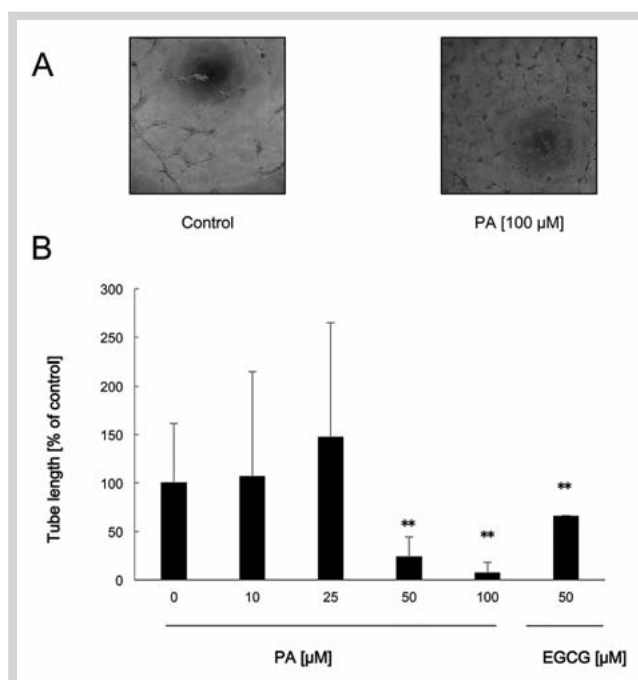 A
Control
PA [100 µM]
B
Tube length [% of control]
300
250
200
150
100
50
0
**
**
**
0 10 25 50 100 50
PA [µM] EGCG [µM]